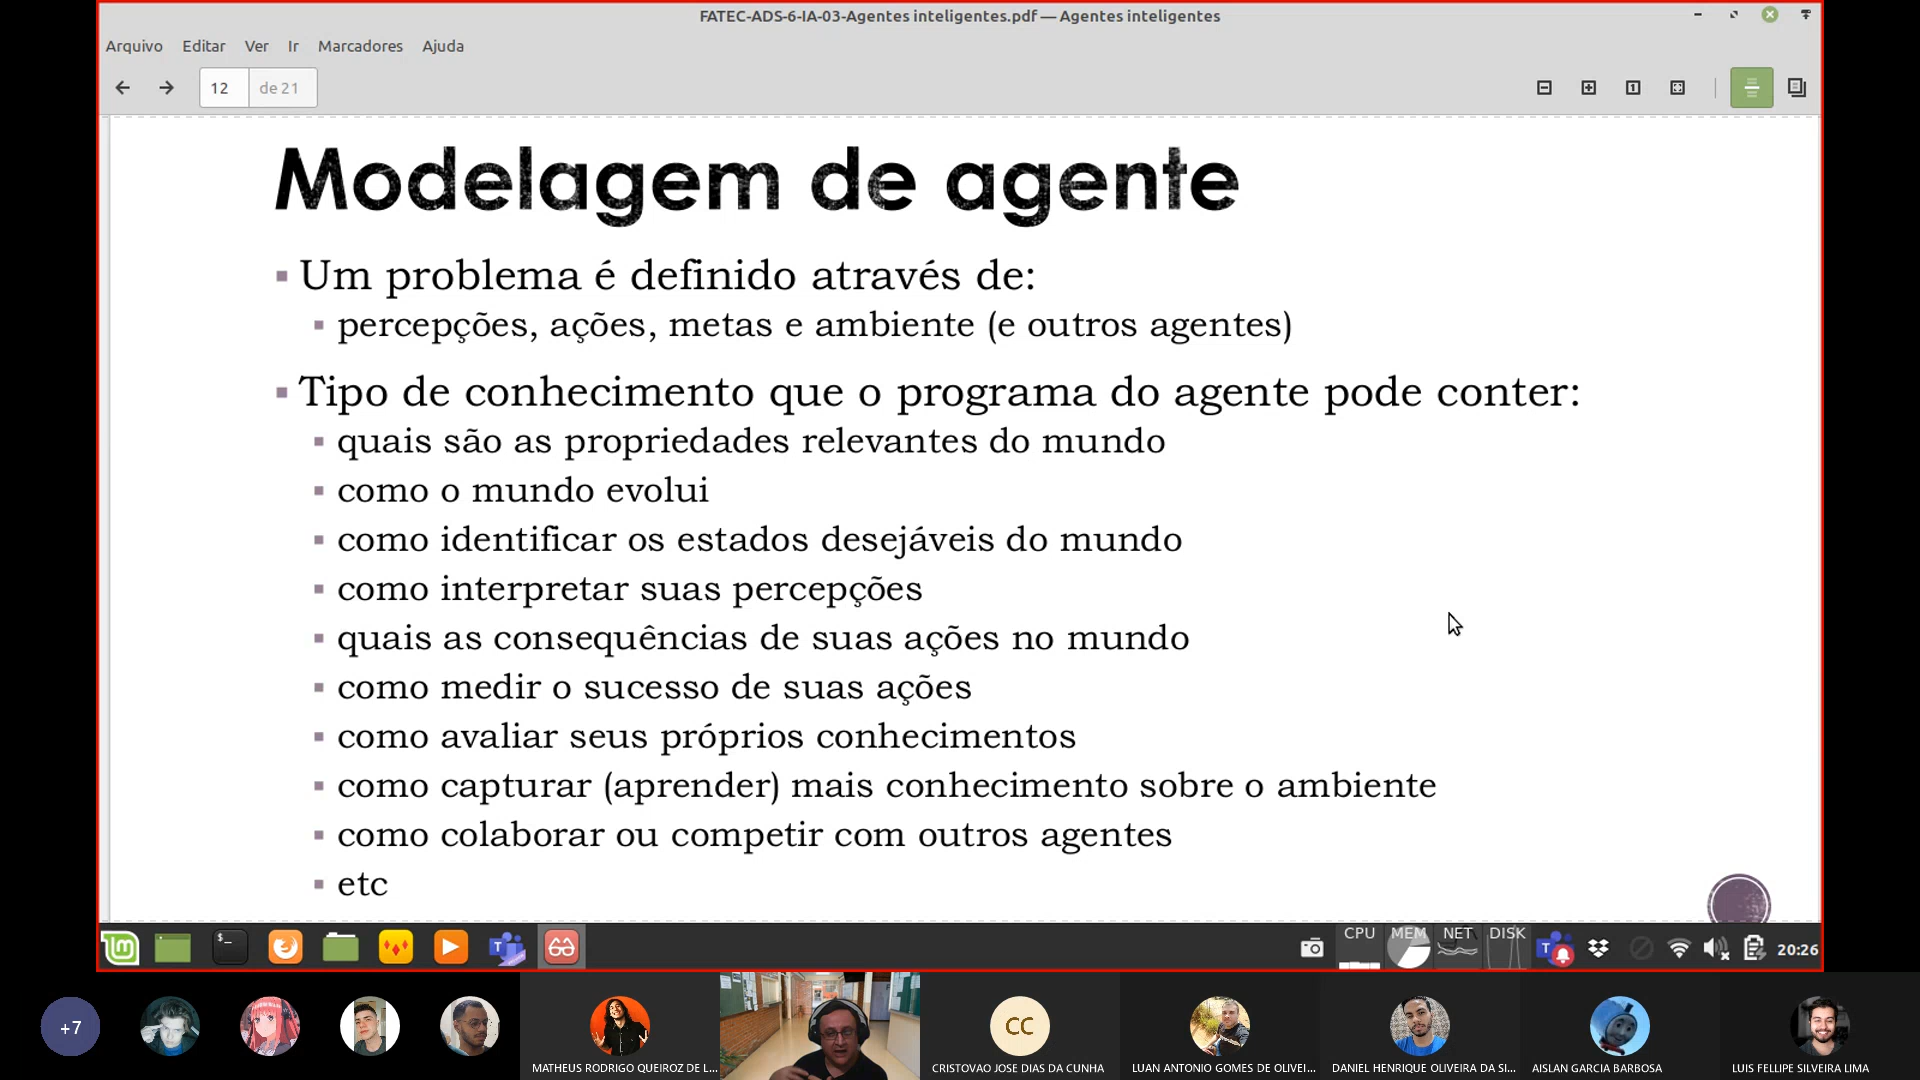 FATEC-ADS-6-IA-03-Agentes inteligentes.pdf — Agentes inteligentes
Arquivo Editar Ver Ir Marcadores Ajuda
12 de 21
Modelagem de agente
Um problema é definido através de:
percepções, ações, metas e ambiente (e outros agentes)
Tipo de conhecimento que o programa do agente pode conter:
quais são as propriedades relevantes do mundo
como o mundo evolui
como identificar os estados desejáveis do mundo
como interpretar suas percepções
quais as consequências de suas ações no mundo
como medir o sucesso de suas ações
como avaliar seus próprios conhecimentos
como capturar (aprender) mais conhecimento sobre o ambiente
como colaborar ou competir com outros agentes
etc
CPU MEM NET DISK
20:26
+7
CC
MATHEUS RODRIGO QUEIROZ DE L... CRISTOVAO JOSE DIAS DA CUNHA LUAN ANTONIO GOMES DE OLIVEI... DANIEL HENRIQUE OLIVEIRA DA SI... AISLAN GARCIA BARBOSA LUIS FELLIPE SILVEIRA LIMA